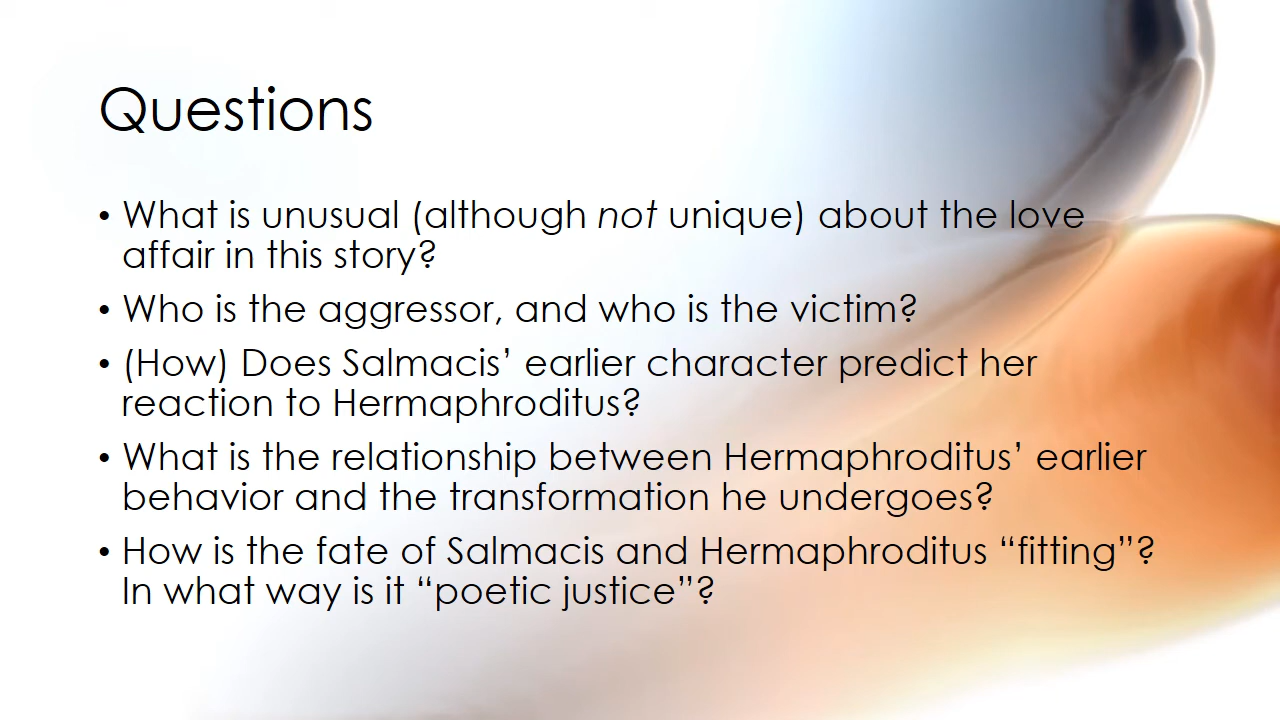 Questions
• What is unusual (although not unique) about the love
affair in this story?
• Who is the aggressor, and who is the victim?
• (How) Does Salmacis’ earlier character predict her
reaction to Hermaphroditus?
• What is the relationship between Hermaphroditus’ earlier
behavior and the transformation he undergoes?
• How is the fate of Salmacis and Hermaphroditus “fitting”?
In what way is it “poetic justice”?